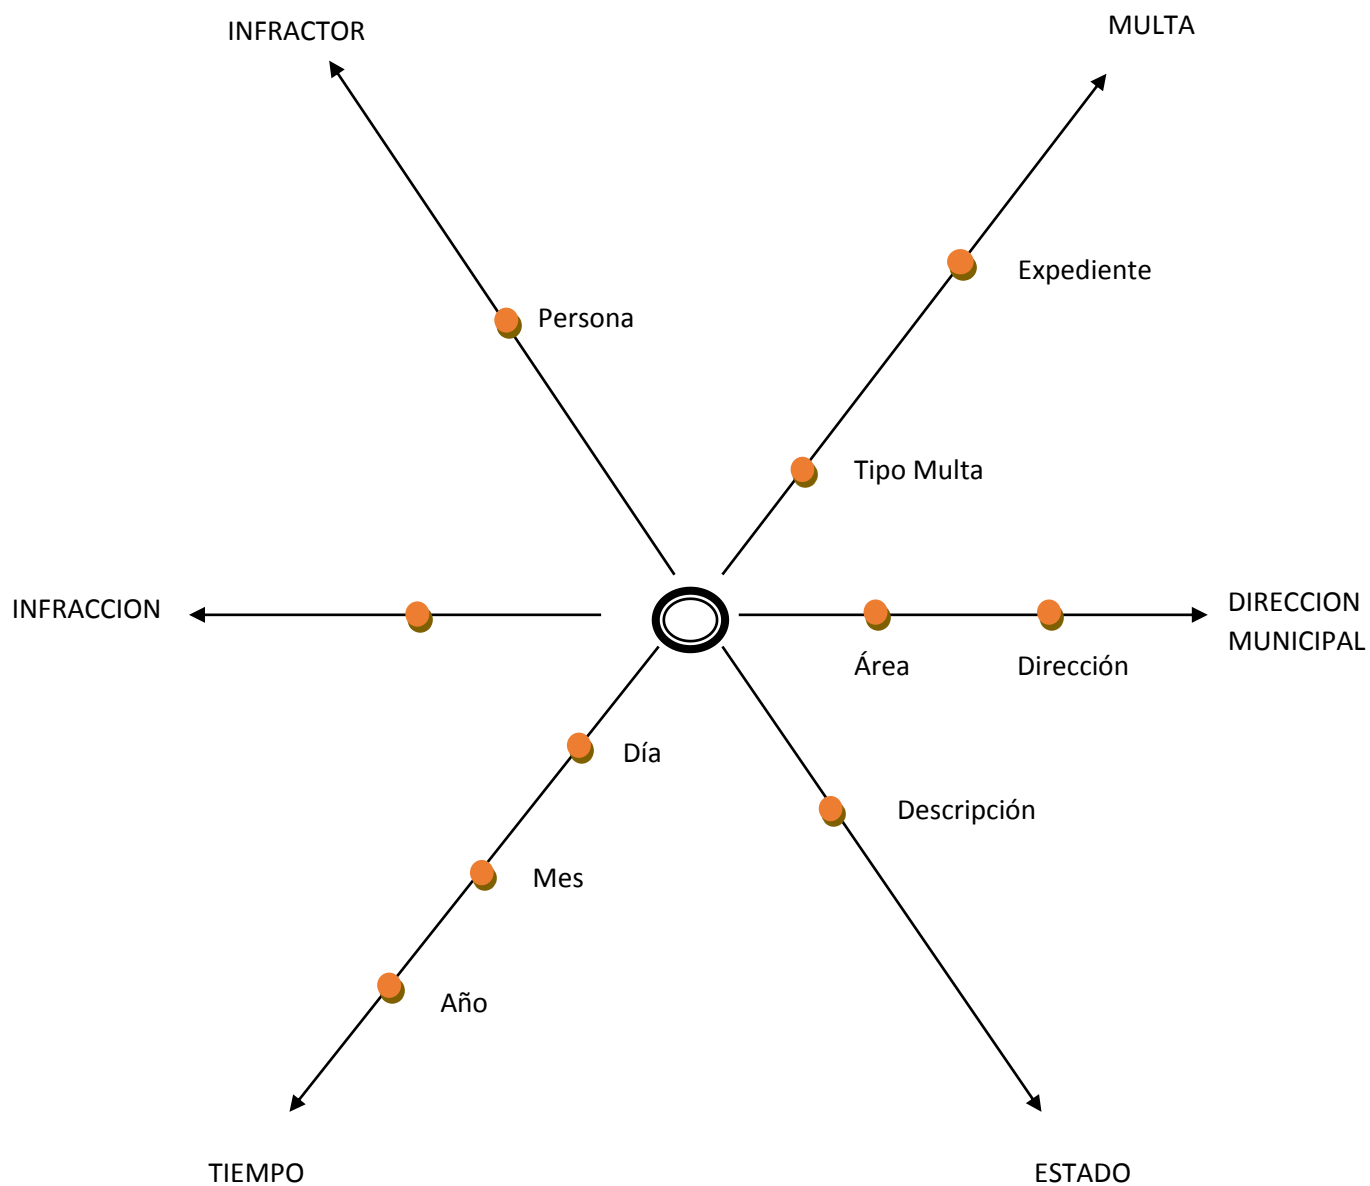 INFRACTOR
MULTA
Expediente
Persona
Tipo Multa
INFRACCION
DIRECCION
MUNICIPAL
Área
Dirección
Día
Descripción
Mes
Año
TIEMPO
ESTADO